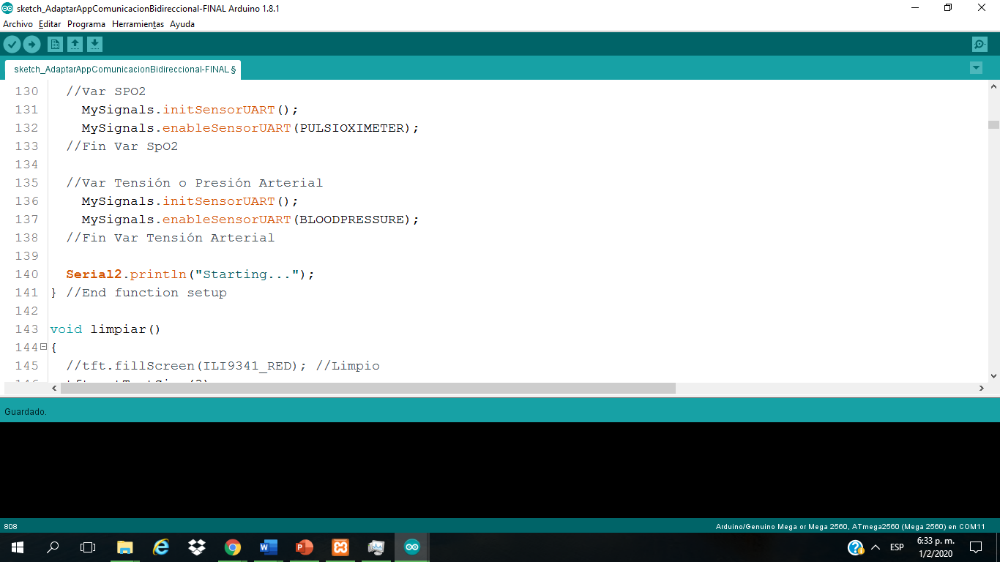 sketch_AdaptarAppComunicacionBidireccional-FINAL Arduino 1.8.1
Archivo Editar Programa Herramientas Ayuda
sketch_AdaptarAppComunicacionBidireccional-FINAL §
130 //Var SPO2
131 MySignals.initSensorUART();
132 MySignals.enableSensorUART(PULSIOXIMETER);
133 //Fin Var SpO2
134
135 //Var Tensión o Presión Arterial
136 MySignals.initSensorUART();
137 MySignals.enableSensorUART(BLOODPRESSURE);
138 //Fin Var Tensión Arterial
139
140 Serial2.println("Starting...");
141 } //End function setup
142
143 void limpiar()
144 {
145 //tft.fillScreen(ILI9341_RED); //Limpio
Guardado.
808 Arduino/Genuino Mega or Mega 2560, ATmega2560 (Mega 2560) en COM11
ESP 6:33 p. m.
1/2/2020